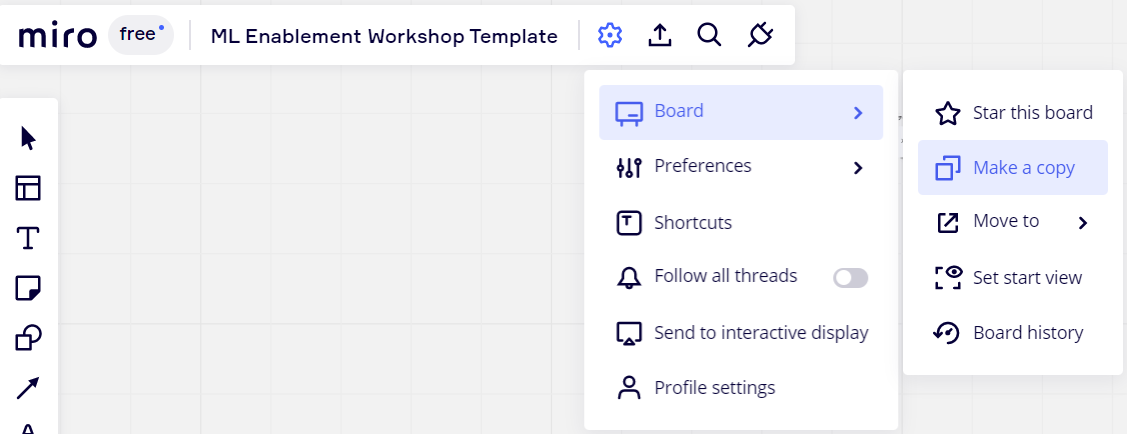 miro free ML Enablement Workshop Template
Board
Preferences
Shortcuts
Follow all threads
Send to interactive display
Profile settings
Star this board
Make a copy
Move to
Set start view
Board history